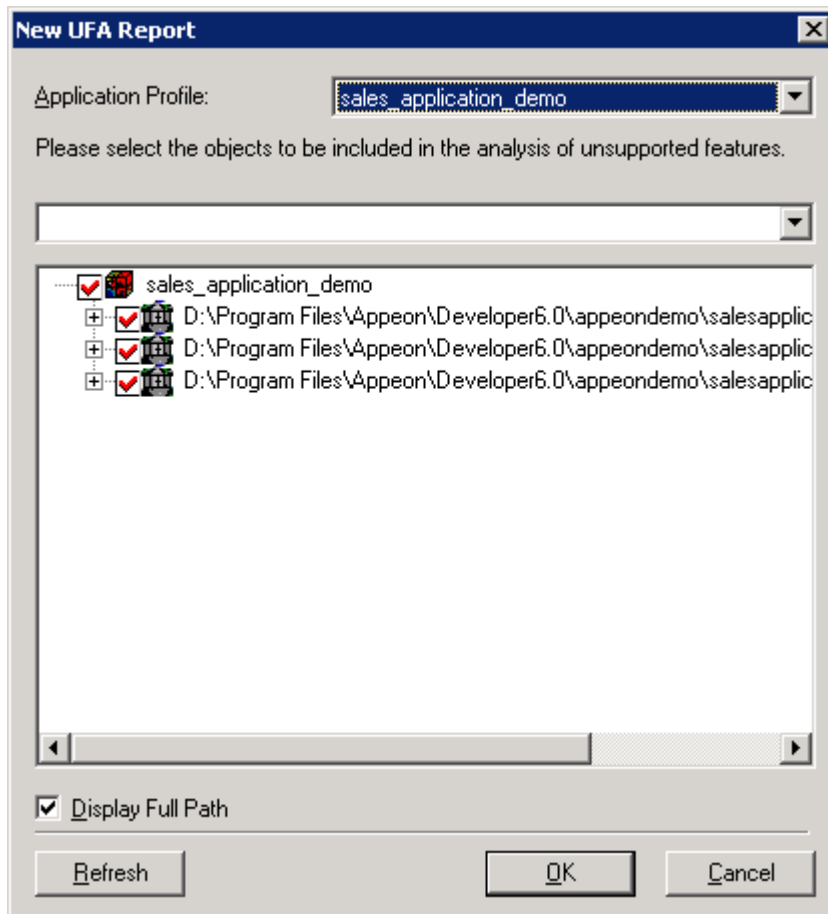 New UFA Report
Application Profile: sales_application_demo
Please select the objects to be included in the analysis of unsupported features.
sales_application_demo
D:\Program Files\Appeon\Developer6.0\appeondemo\salesapplic
D:\Program Files\Appeon\Developer6.0\appeondemo\salesapplic
D:\Program Files\Appeon\Developer6.0\appeondemo\salesapplic
Display Full Path
Refresh OK Cancel